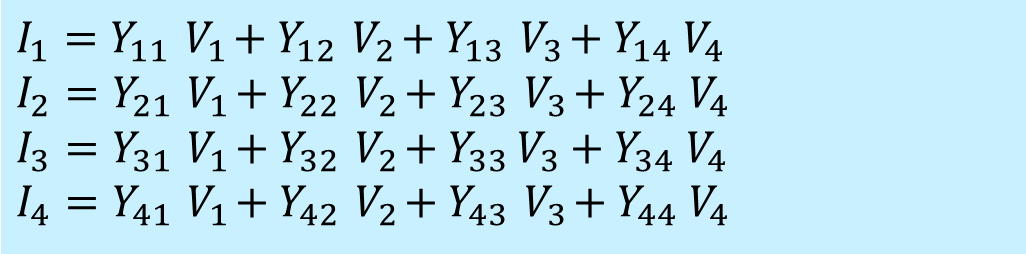 I₁ = Y₁₁ V₁ + Y₁₂ V₂ + Y₁₃ V₃ + Y₁₄ V₄
I₂ = Y₂₁ V₁ + Y₂₂ V₂ + Y₂₃ V₃ + Y₂₄ V₄
I₃ = Y₃₁ V₁ + Y₃₂ V₂ + Y₃₃ V₃ + Y₃₄ V₄
I₄ = Y₄₁ V₁ + Y₄₂ V₂ + Y₄₃ V₃ + Y₄₄ V₄